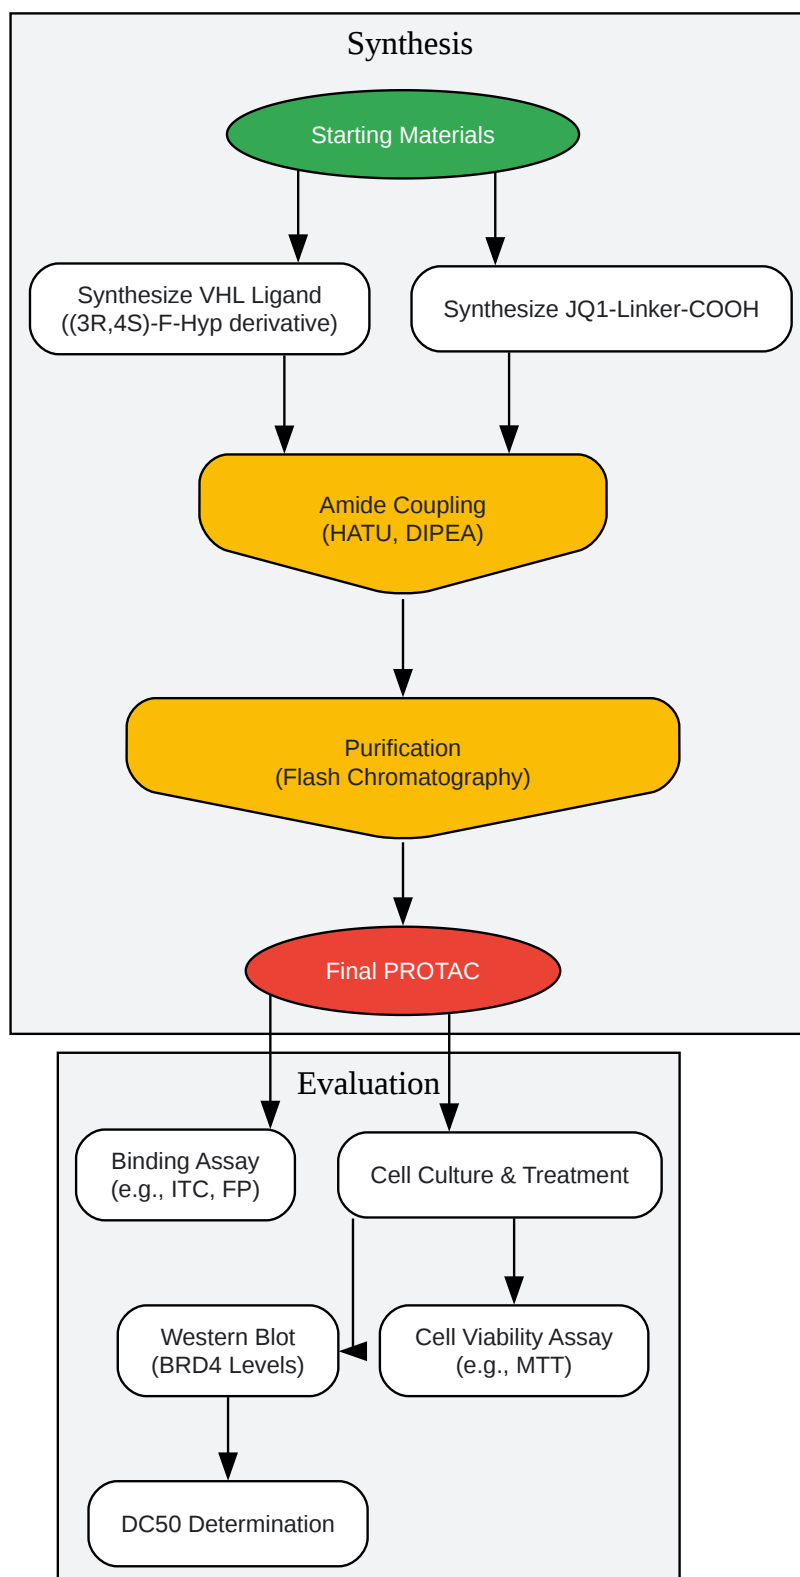 Synthesis
Starting Materials
Synthesize VHL Ligand
((3R,4S)-F-Hyp derivative)
Synthesize JQ1-Linker-COOH
Amide Coupling
(HATU, DIPEA)
Purification
(Flash Chromatography)
Final PROTAC
Evaluation
Binding Assay
(e.g., ITC, FP)
Cell Culture & Treatment
Western Blot
(BRD4 Levels)
Cell Viability Assay
(e.g., MTT)
DC50 Determination